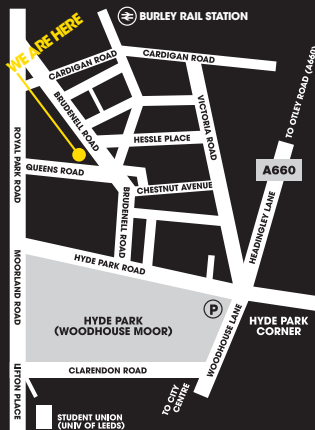 BURLEY RAIL STATION
WE ARE HERE
CARDIGAN ROAD
CARDIGAN ROAD
TO OTLEY ROAD (A660)
BRUDENELL ROAD
VICTORIA ROAD
ROYAL PARK ROAD
HESSLE PLACE
A660
QUEENS ROAD
CHESTNUT AVENUE
HEADINGLEY LANE
BRUDENELL ROAD
HYDE PARK ROAD
MOORLAND ROAD
P
HYDE PARK
(WOODHOUSE MOOR)
HYDE PARK
CORNER
WOODHOUSE LANE
CLARENDON ROAD
LIFTON PLACE
TO CITY
CENTRE
STUDENT UNION
(UNIV OF LEEDS)